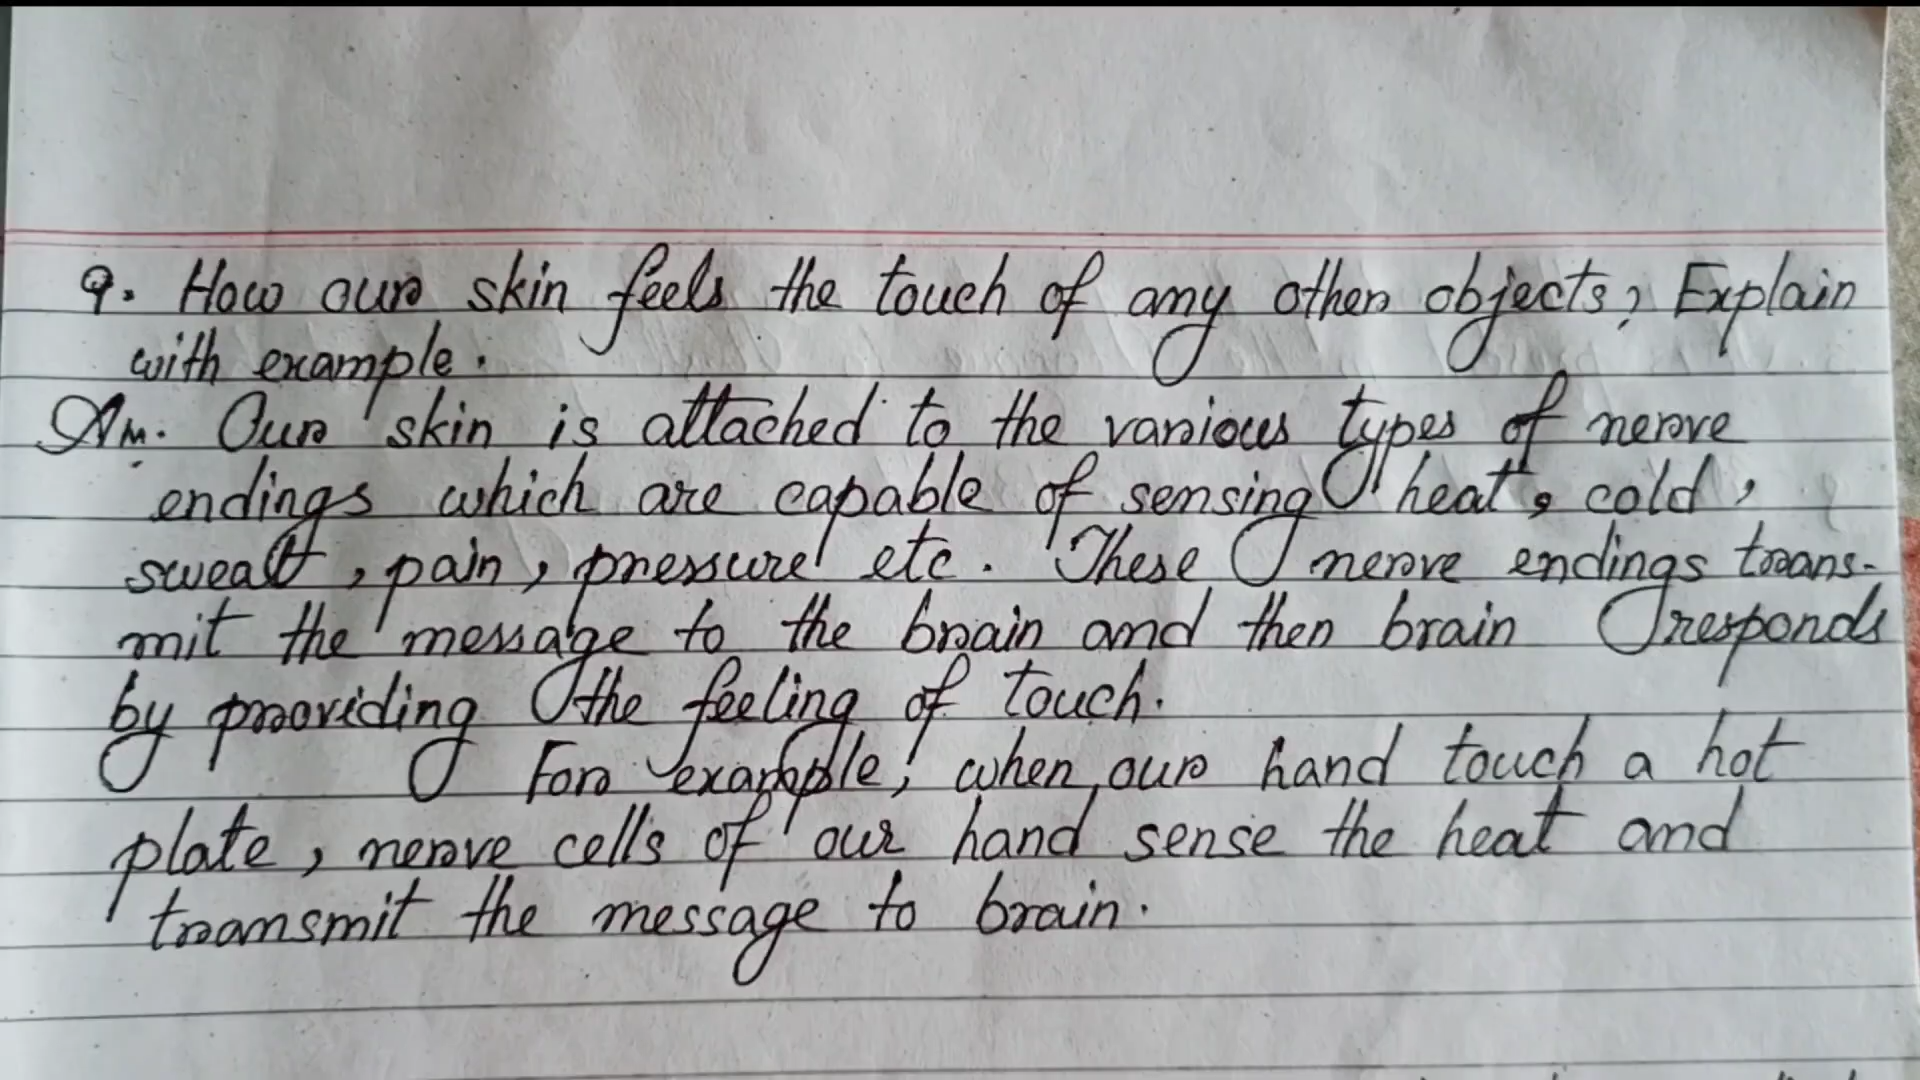 Q. How our skin feels the touch of any other objects? Explain
with example.
Ans. Our skin is attached to the various types of nerve
endings which are capable of sensing heat, cold,
sweat, pain, pressure etc. These nerve endings trans-
mit the message to the brain and then brain responds
by providing the feeling of touch.
For example, when our hand touch a hot
plate, nerve cells of our hand sense the heat and
transmit the message to brain.